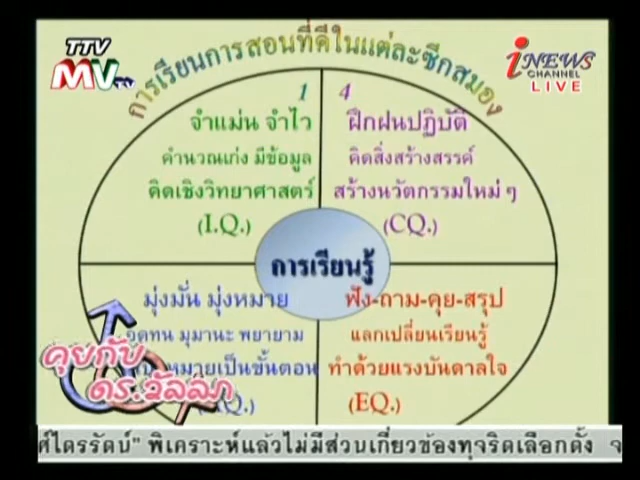 TTV
MVTV
การเรียนการสอนที่ดีในแต่ละซีกสมอง
iNEWS
CHANNEL
LIVE
1
จำแม่น จำไว
คำนวณเก่ง มีข้อมูล
คิดเชิงวิทยาศาสตร์
(I.Q.)
4
ฝึกฝนปฏิบัติ
คิดสิ่งสร้างสรรค์
สร้างนวัตกรรมใหม่ ๆ
(CQ.)
การเรียนรู้
มุ่งมั่น มุ่งหมาย
อดทน มุมานะ พยายาม
หมายเป็นขั้นตอน
ฟัง-ถาม-คุย-สรุป
แลกเปลี่ยนเรียนรู้
ทำด้วยแรงบันดาลใจ
(EQ.)
คุยกับ
ดร.วัลลภ
ศ์ไตรรัตน์" พิเคราะห์แล้วไม่มีส่วนเกี่ยวข้องทุจริตเลือกตั้ง จ